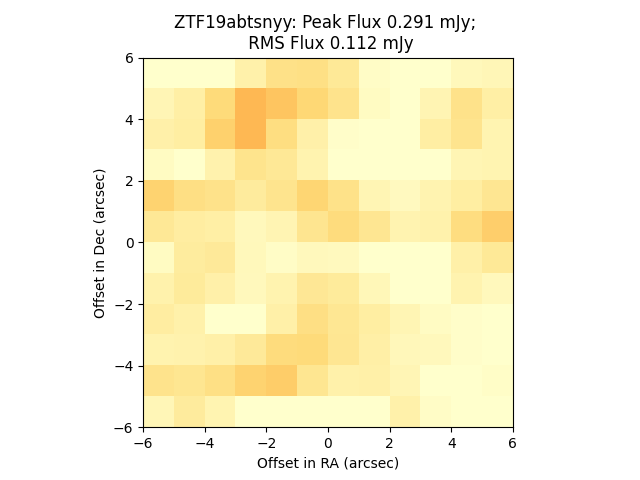 ZTF19abtsnyy: Peak Flux 0.291 mJy;
RMS Flux 0.112 mJy
6
4
2
0
−2
−4
−6
Offset in Dec (arcsec)
−6 −4 −2 0 2 4 6
Offset in RA (arcsec)